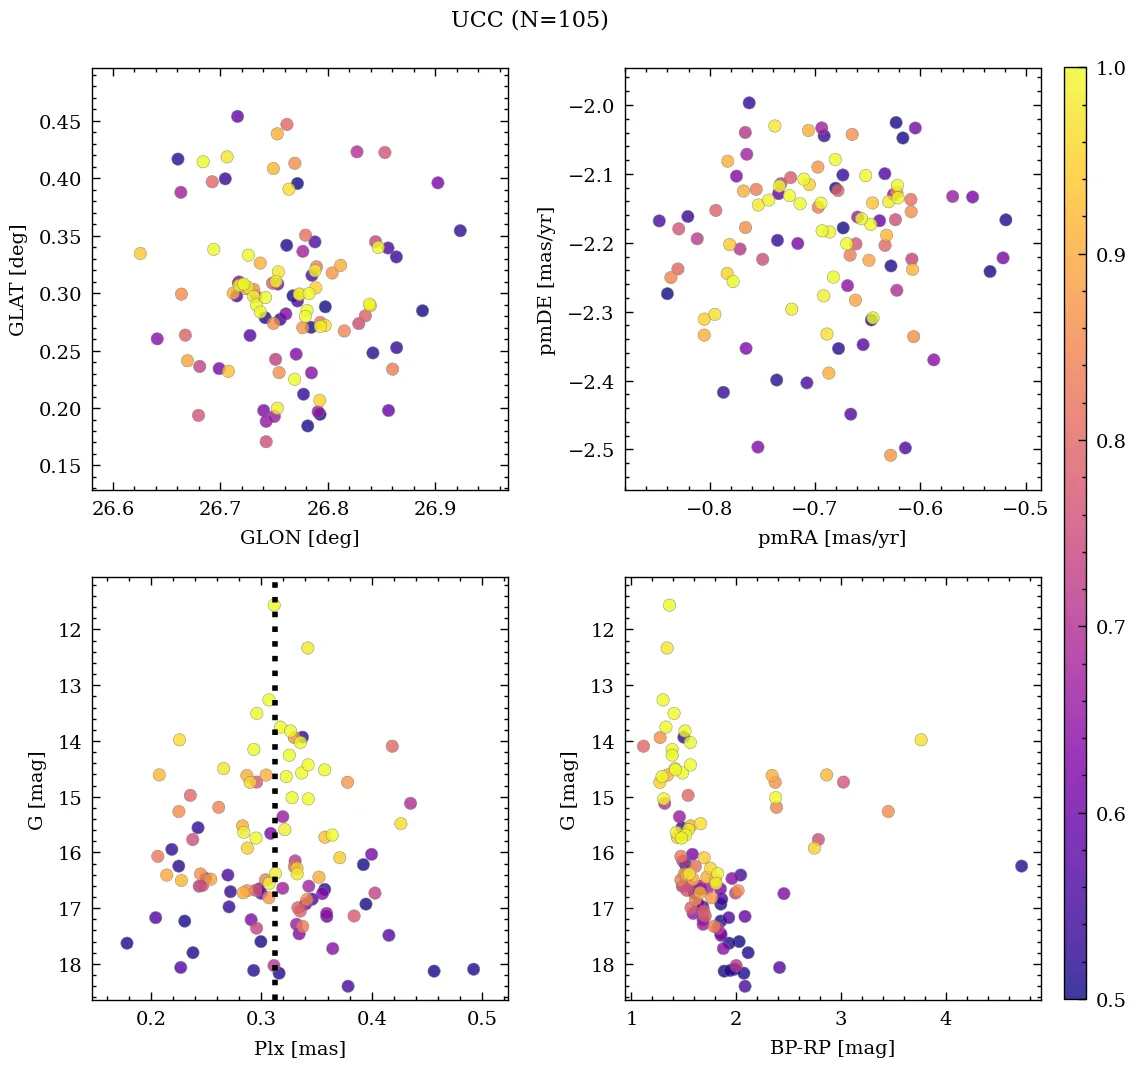 UCC (N=105)
0.45
0.40
0.35
0.30
0.25
0.20
0.15
GLAT [deg]
26.6 26.7 26.8 26.9
GLON [deg]
−2.0
−2.1
−2.2
−2.3
−2.4
−2.5
pmDE [mas/yr]
−0.8 −0.7 −0.6 −0.5
pmRA [mas/yr]
12
13
14
15
16
17
18
G [mag]
0.2 0.3 0.4 0.5
Plx [mas]
12
13
14
15
16
17
18
G [mag]
1 2 3 4
BP-RP [mag]
1.0
0.9
0.8
0.7
0.6
0.5